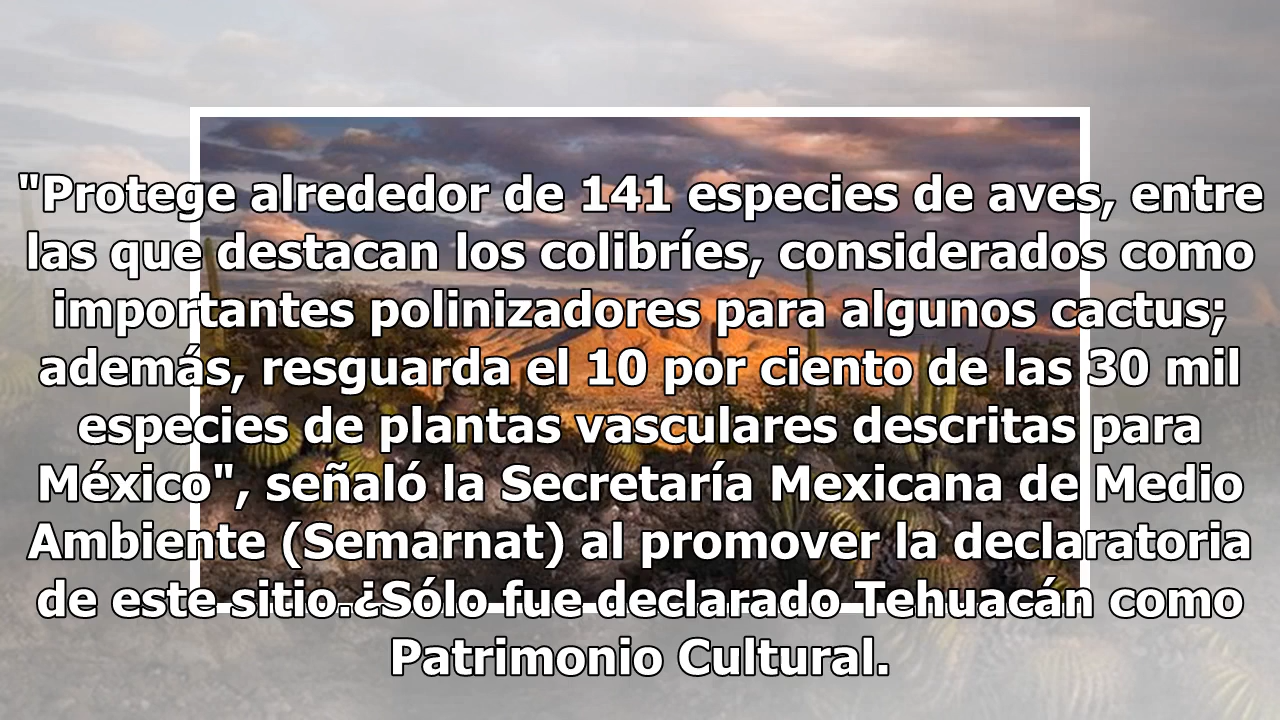 "Protege alrededor de 141 especies de aves, entre
las que destacan los colibríes, considerados como
importantes polinizadores para algunos cactus;
además, resguarda el 10 por ciento de las 30 mil
especies de plantas vasculares descritas para
México", señaló la Secretaría Mexicana de Medio
Ambiente (Semarnat) al promover la declaratoria
de este sitio.¿Sólo fue declarado Tehuacán como
Patrimonio Cultural.